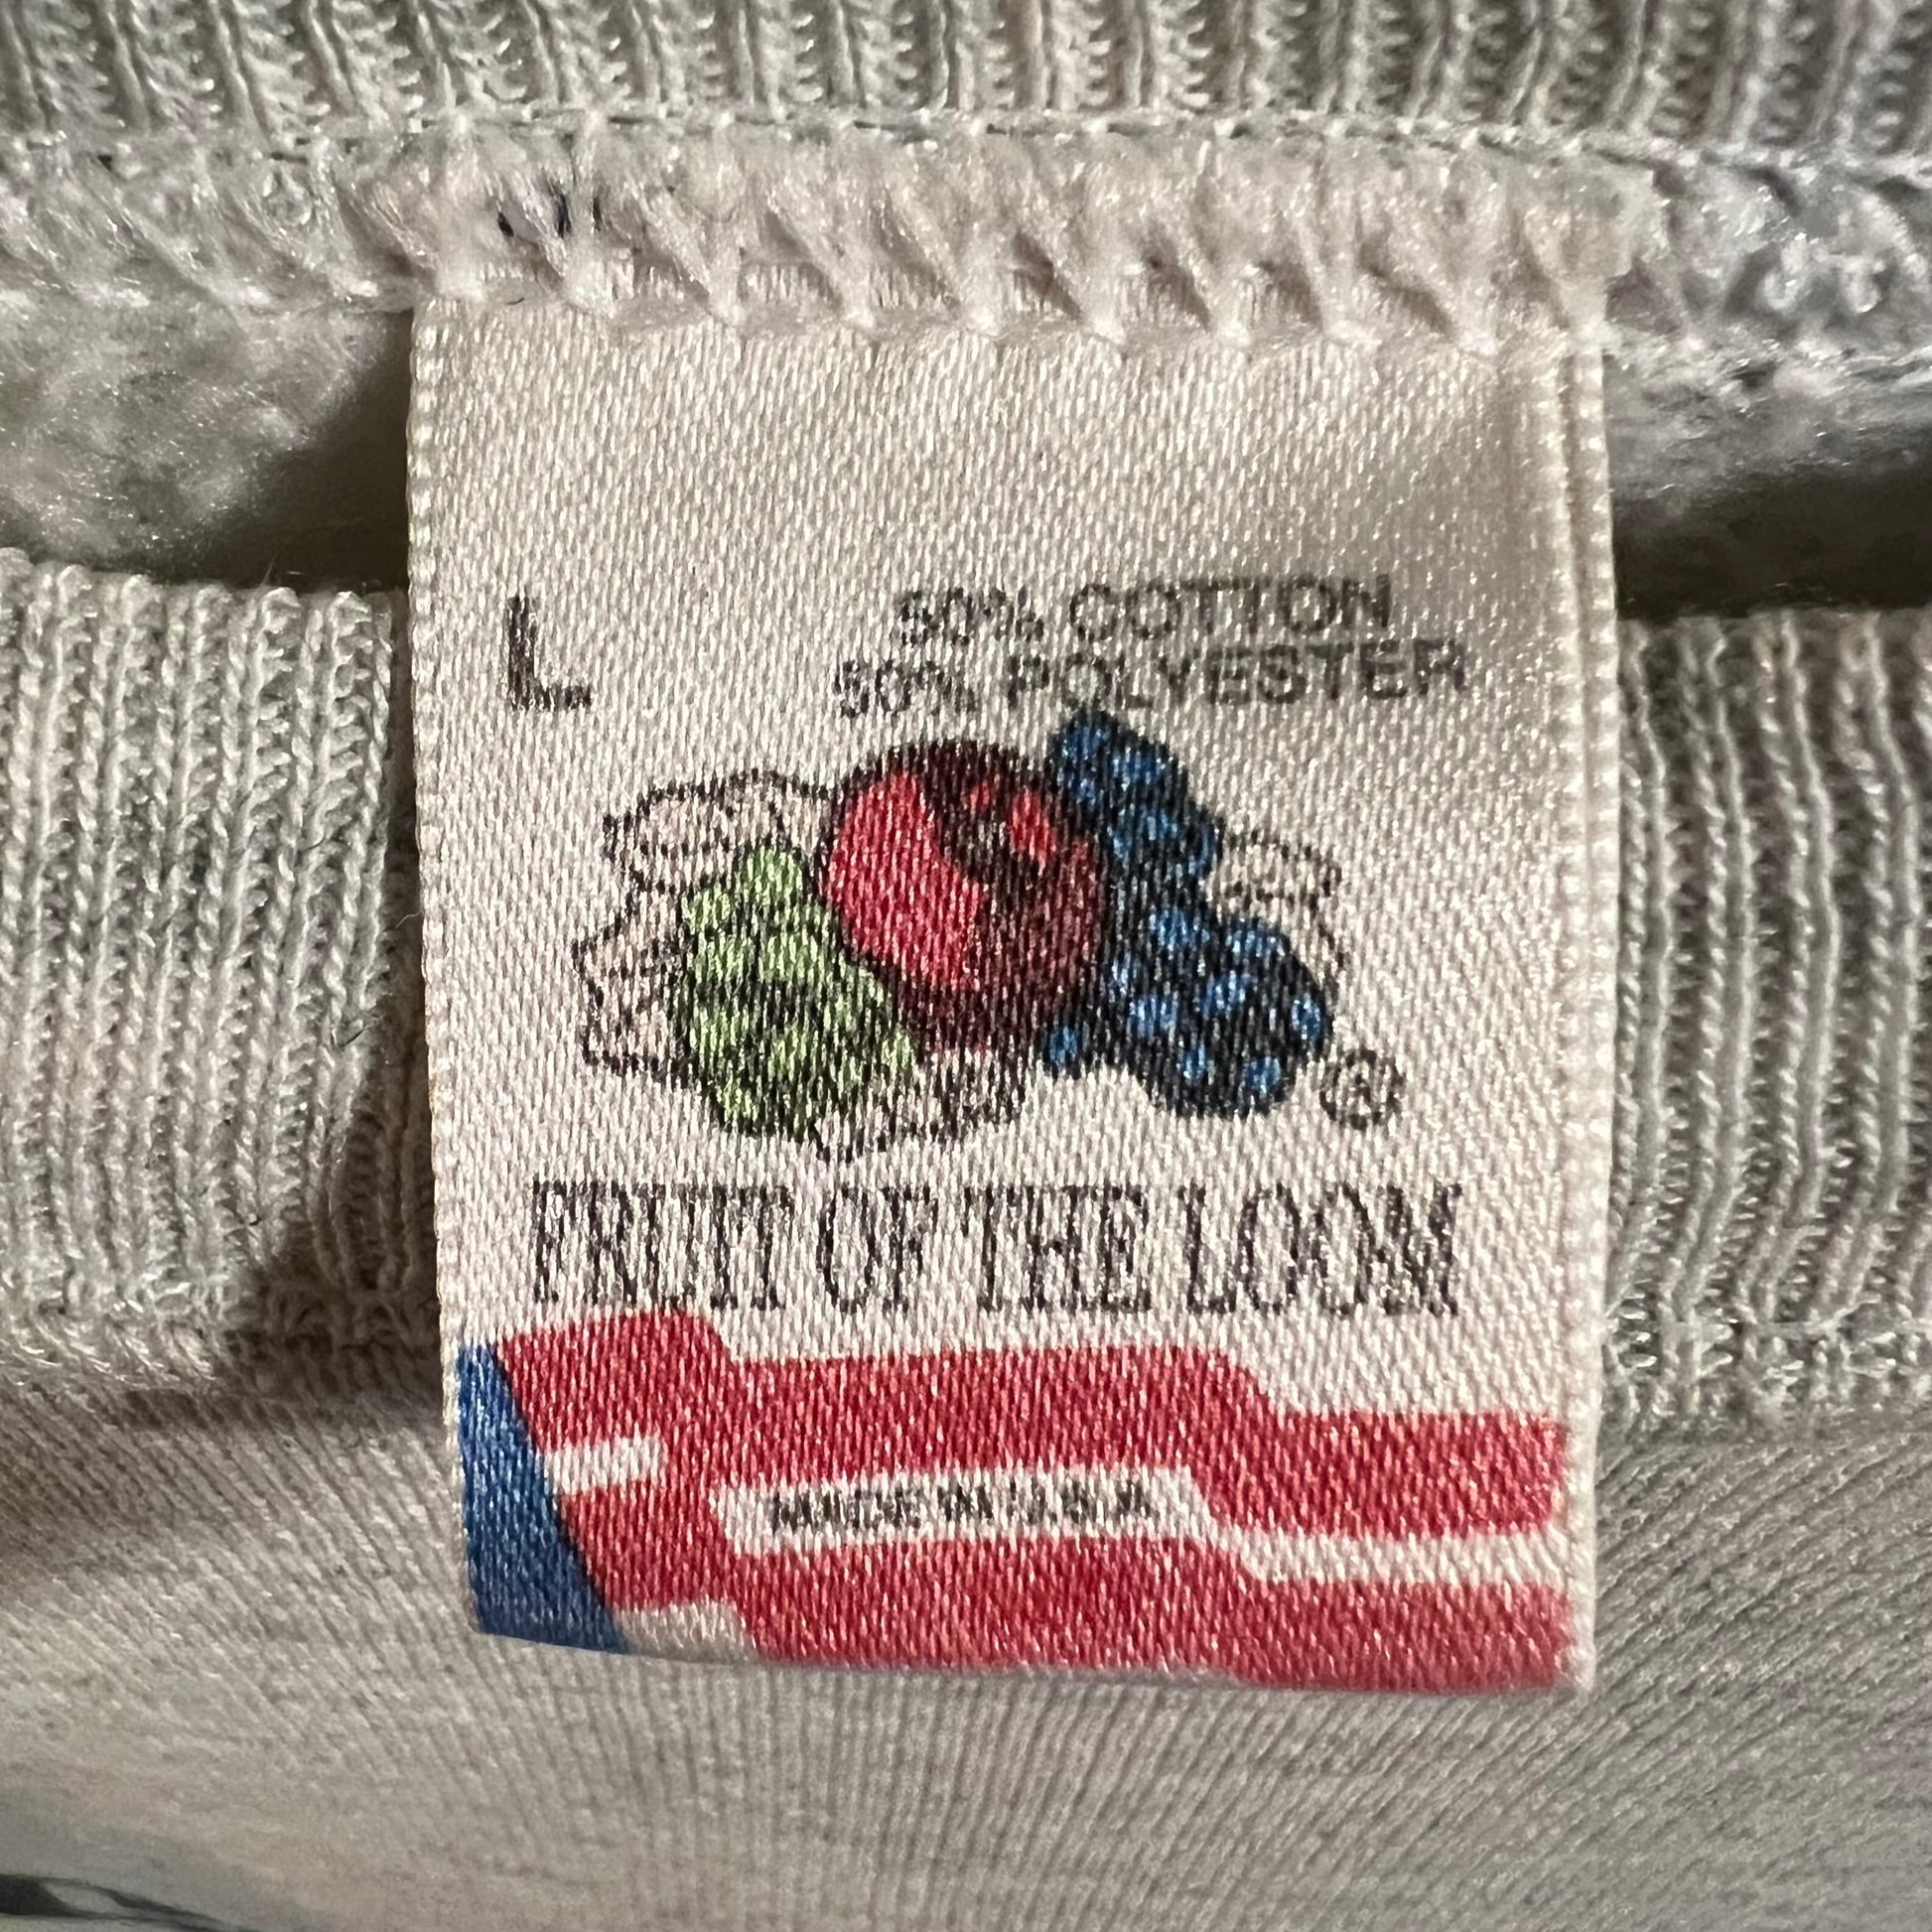 L
50% COTTON
50% POLYESTER
®
FRUIT OF THE LOOM
MADE IN U.S.A.